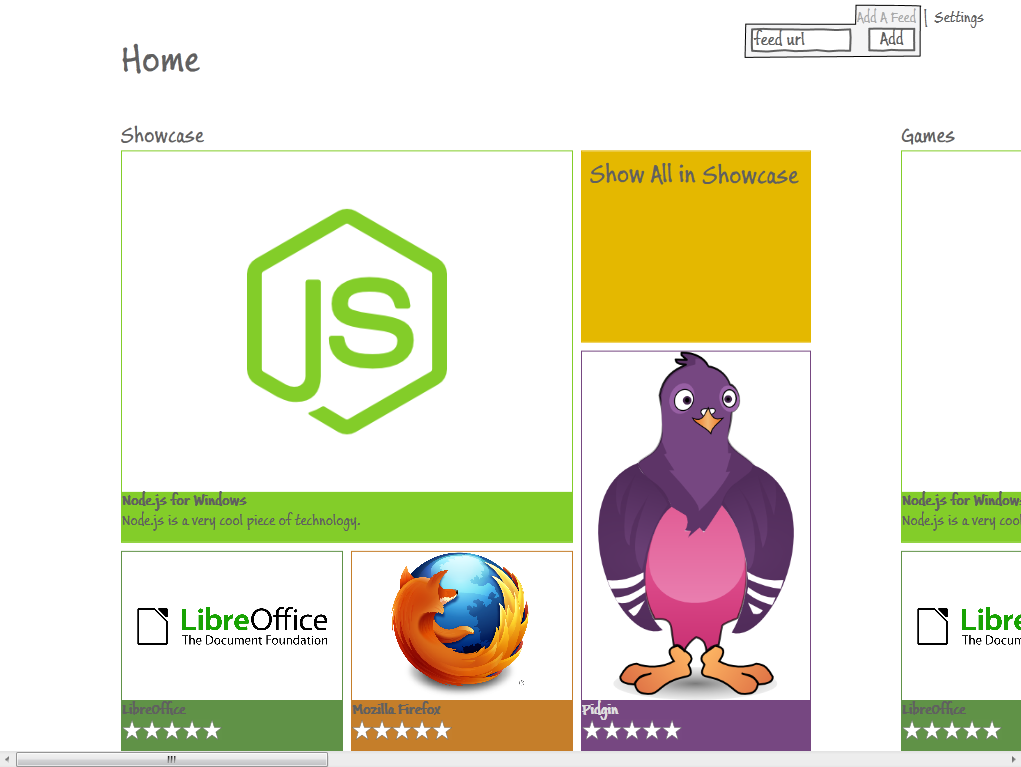 Add A Feed | Settings
feed url Add
Home
Showcase
Games
Show All in Showcase
JS
Node.js for Windows
Node.js is a very cool piece of technology.
Node.js for Windows
Node.js is a very cool
LibreOffice
The Document Foundation
LibreOffice
Mozilla Firefox
Pidgin
Libre
The Docum
LibreOffice